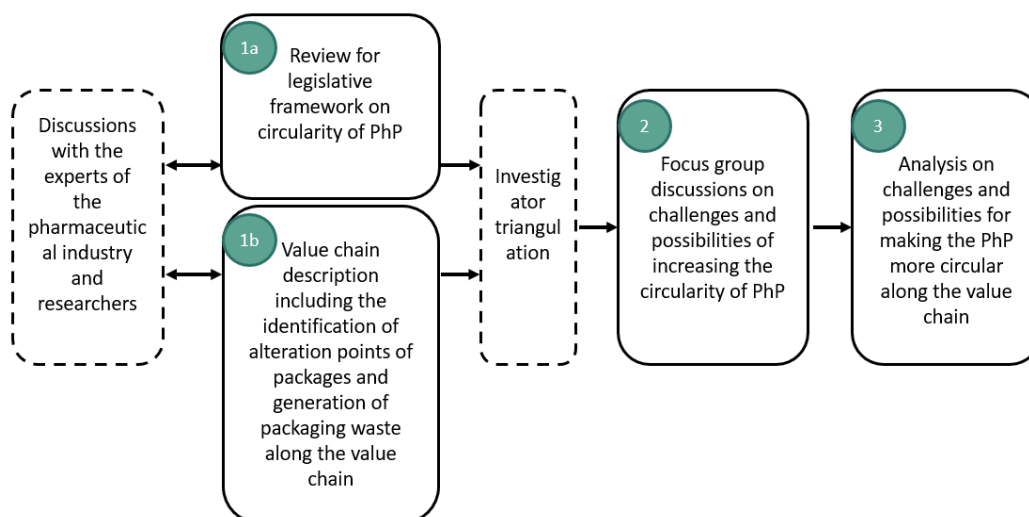 Discussions
with the
experts of
the
pharmaceutic
al industry
and
researchers
1a
Review for
legislative
framework on
circularity of PhP
1b
Value chain
description
including the
identification of
alteration points of
packages and
generation of
packaging waste
along the value
chain
Investig
ator
triangul
ation
2
Focus group
discussions on
challenges and
possibilities of
increasing the
circularity of PhP
3
Analysis on
challenges and
possibilities for
making the PhP
more circular
along the value
chain